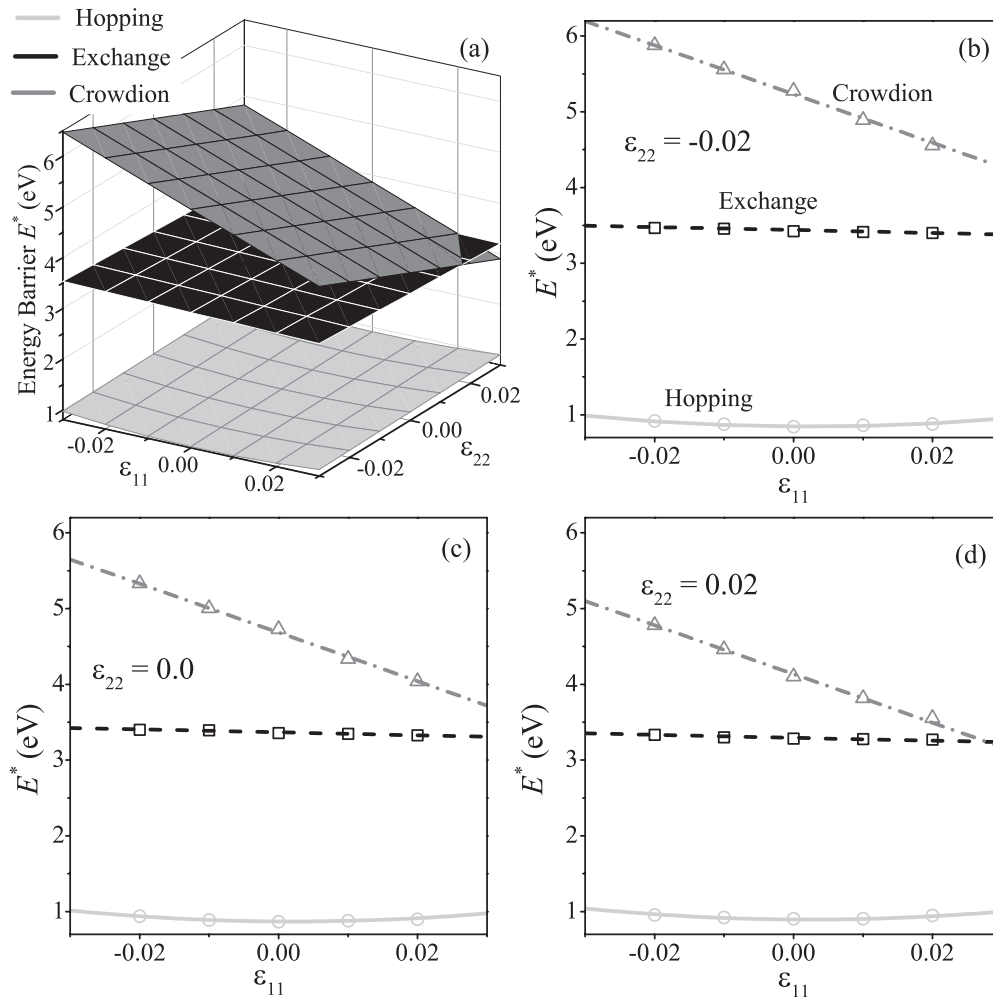 Hopping
Exchange
Crowdion
(a)
Energy Barrier E* (eV)
6
5
4
3
2
1
-0.02
0.00
0.02
ε11
-0.02
0.00
0.02
ε22
(b)
Crowdion
ε22 = -0.02
Exchange
Hopping
E* (eV)
6
5
4
3
2
1
-0.02
0.00
0.02
ε11
(c)
ε22 = 0.0
E* (eV)
6
5
4
3
2
1
-0.02
0.00
0.02
ε11
(d)
ε22 = 0.02
E* (eV)
6
5
4
3
2
1
-0.02
0.00
0.02
ε11